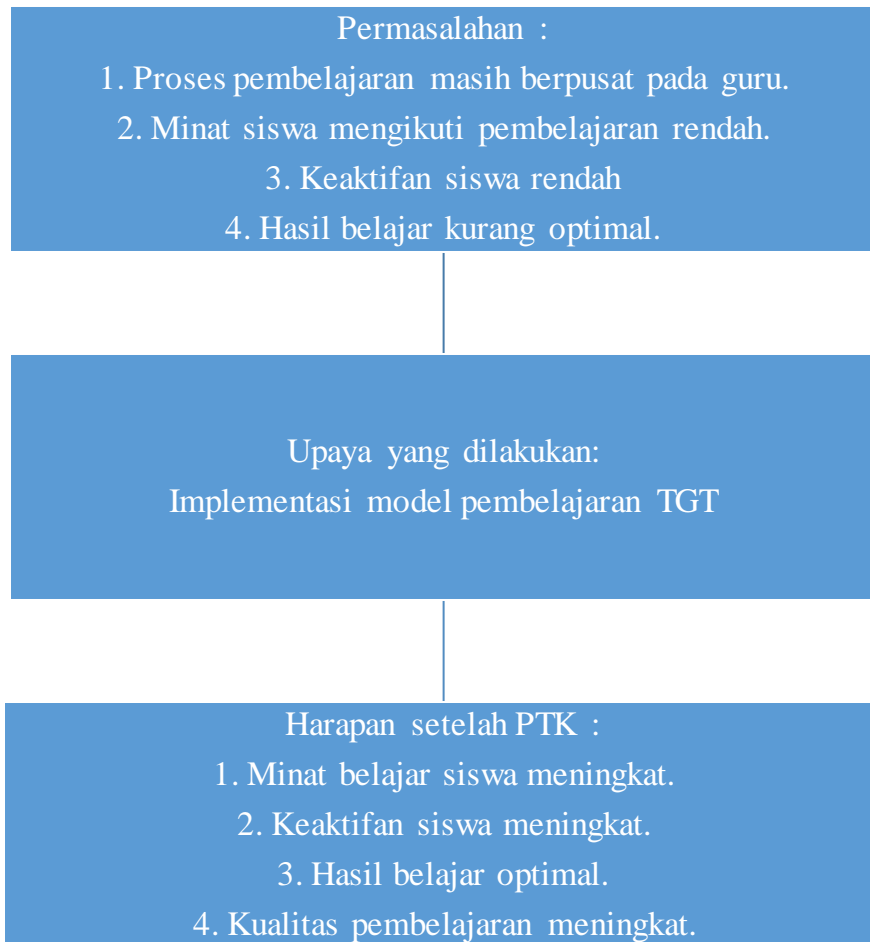 Permasalahan :
1. Proses pembelajaran masih berpusat pada guru.
2. Minat siswa mengikuti pembelajaran rendah.
3. Keaktifan siswa rendah
4. Hasil belajar kurang optimal.
Upaya yang dilakukan:
Implementasi model pembelajaran TGT
Harapan setelah PTK :
1. Minat belajar siswa meningkat.
2. Keaktifan siswa meningkat.
3. Hasil belajar optimal.
4. Kualitas pembelajaran meningkat.